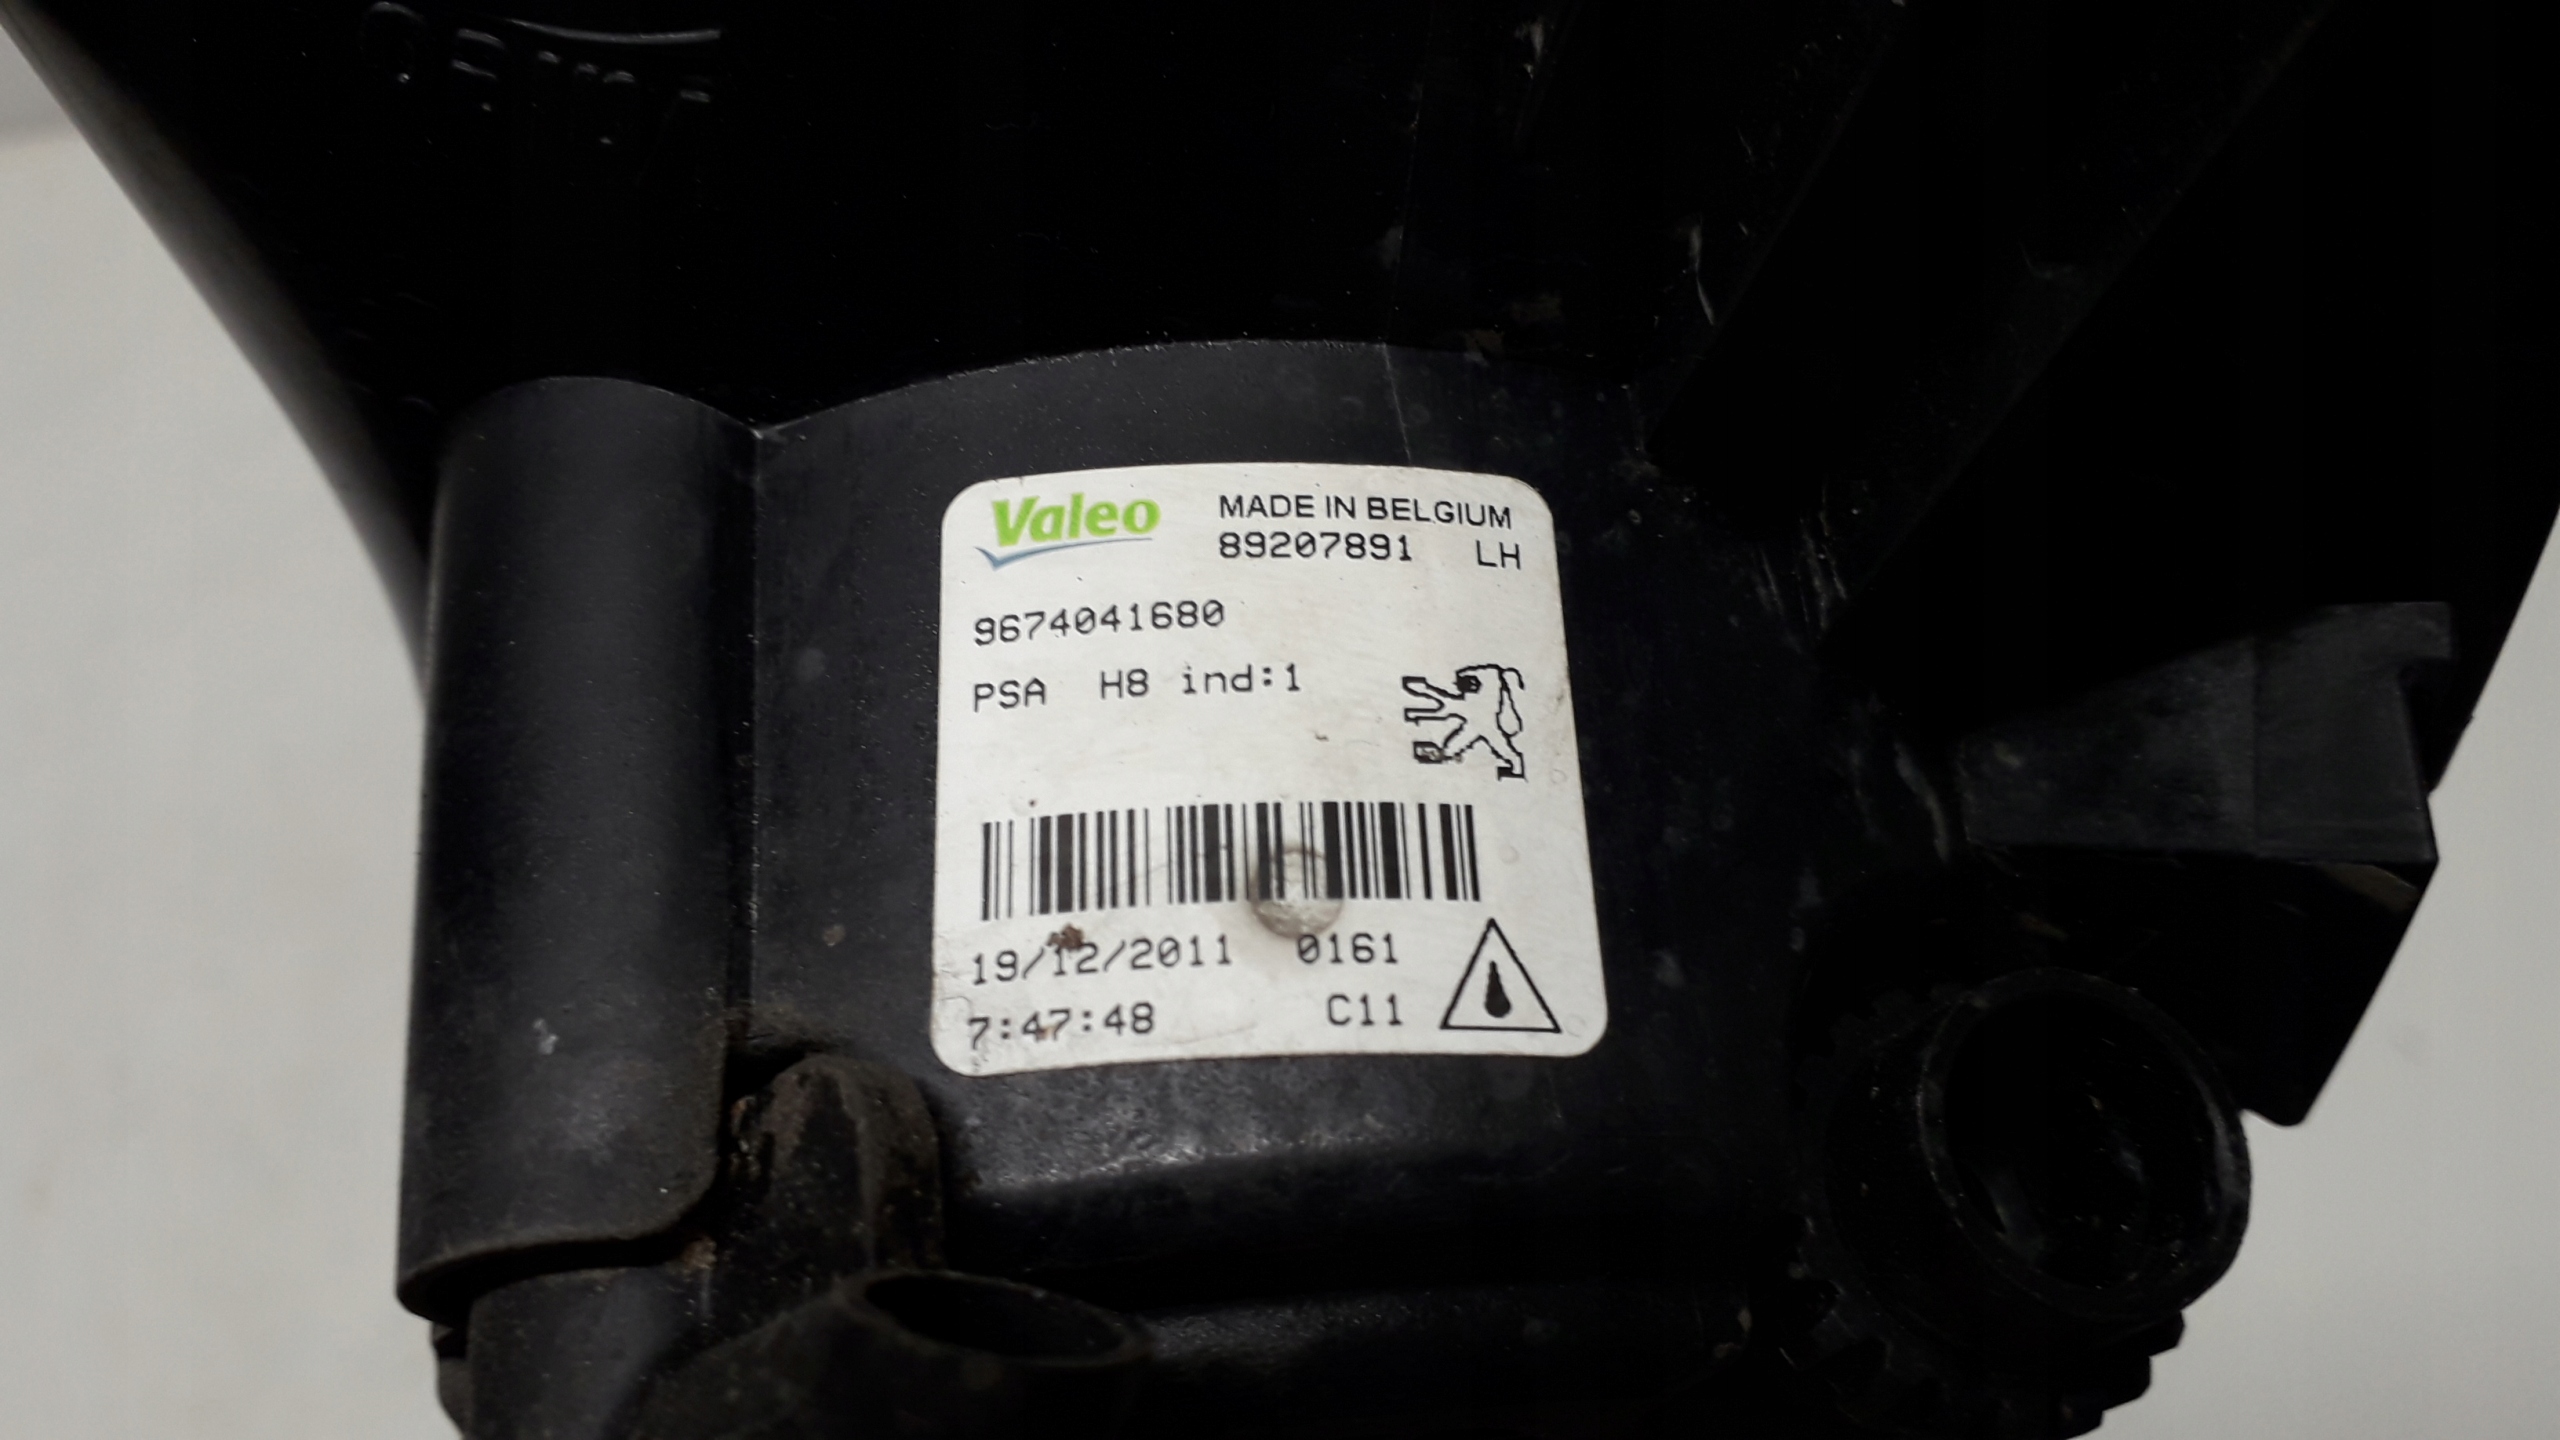 Valeo MADE IN BELGIUM
89207891 LH
9674041680
PSA H8 ind:1
19/12/2011 0161
7:47:48 C11